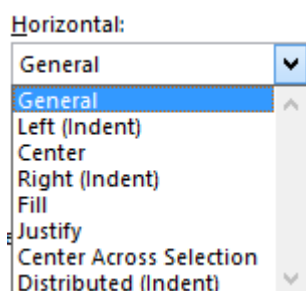 Horizontal:
General
General
Left (Indent)
Center
Right (Indent)
Fill
Justify
Center Across Selection
Distributed (Indent)